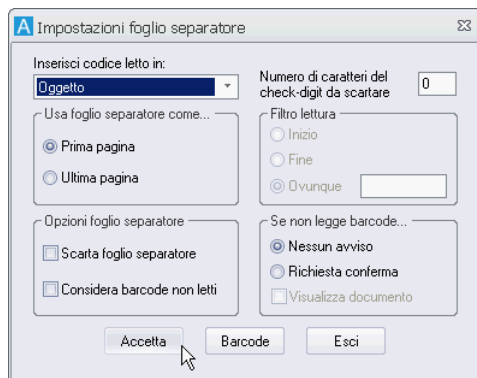 A Impostazioni foglio separatore
Inserisci codice letto in:
Oggetto
Numero di caratteri del
check-digit da scartare
0
Usa foglio separatore come...
Prima pagina
Ultima pagina
Filtro lettura
Inizio
Fine
Ovunque
Opzioni foglio separatore
Scarta foglio separatore
Considera barcode non letti
Se non legge barcode...
Nessun avviso
Richiesta conferma
Visualizza documento
Accetta
Barcode
Esci